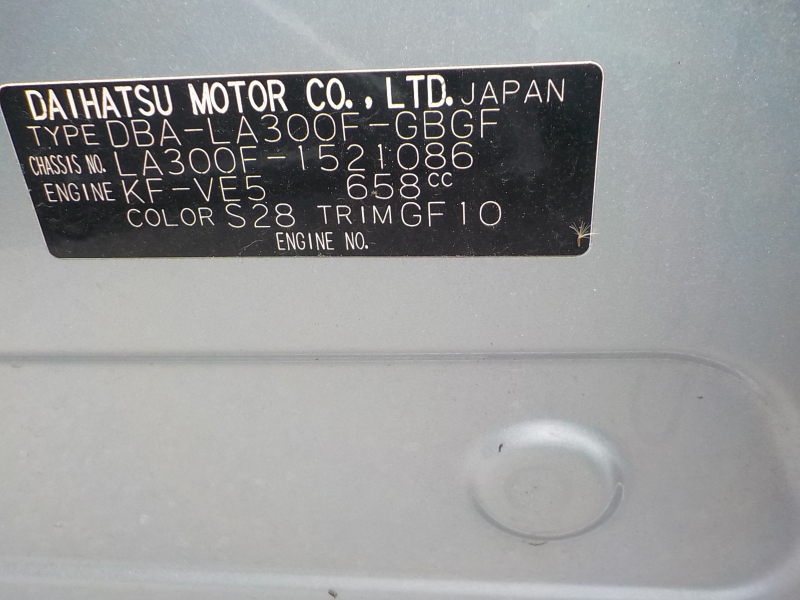 DAIHATSU MOTOR CO., LTD. JAPAN
TYPE DBA-LA300F-GBGF
CHASSIS NO. LA300F-1521086
ENGINE KF-VE5 658cc
COLOR S28 TRIM GF10
ENGINE NO.